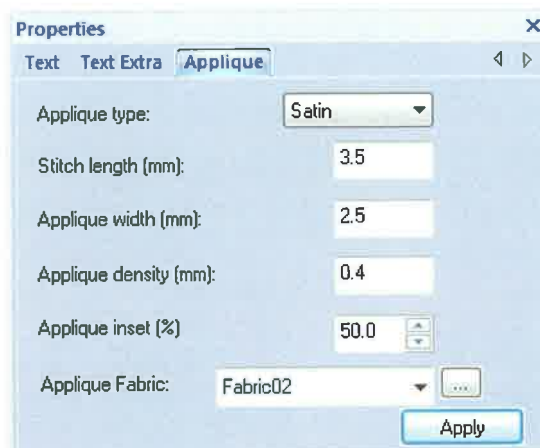 Properties
Text Text Extra Applique
Applique type: Satin
Stitch length (mm): 3.5
Applique width (mm): 2.5
Applique density (mm): 0.4
Applique inset (%) 50.0
Applique Fabric: Fabric02 ...
Apply